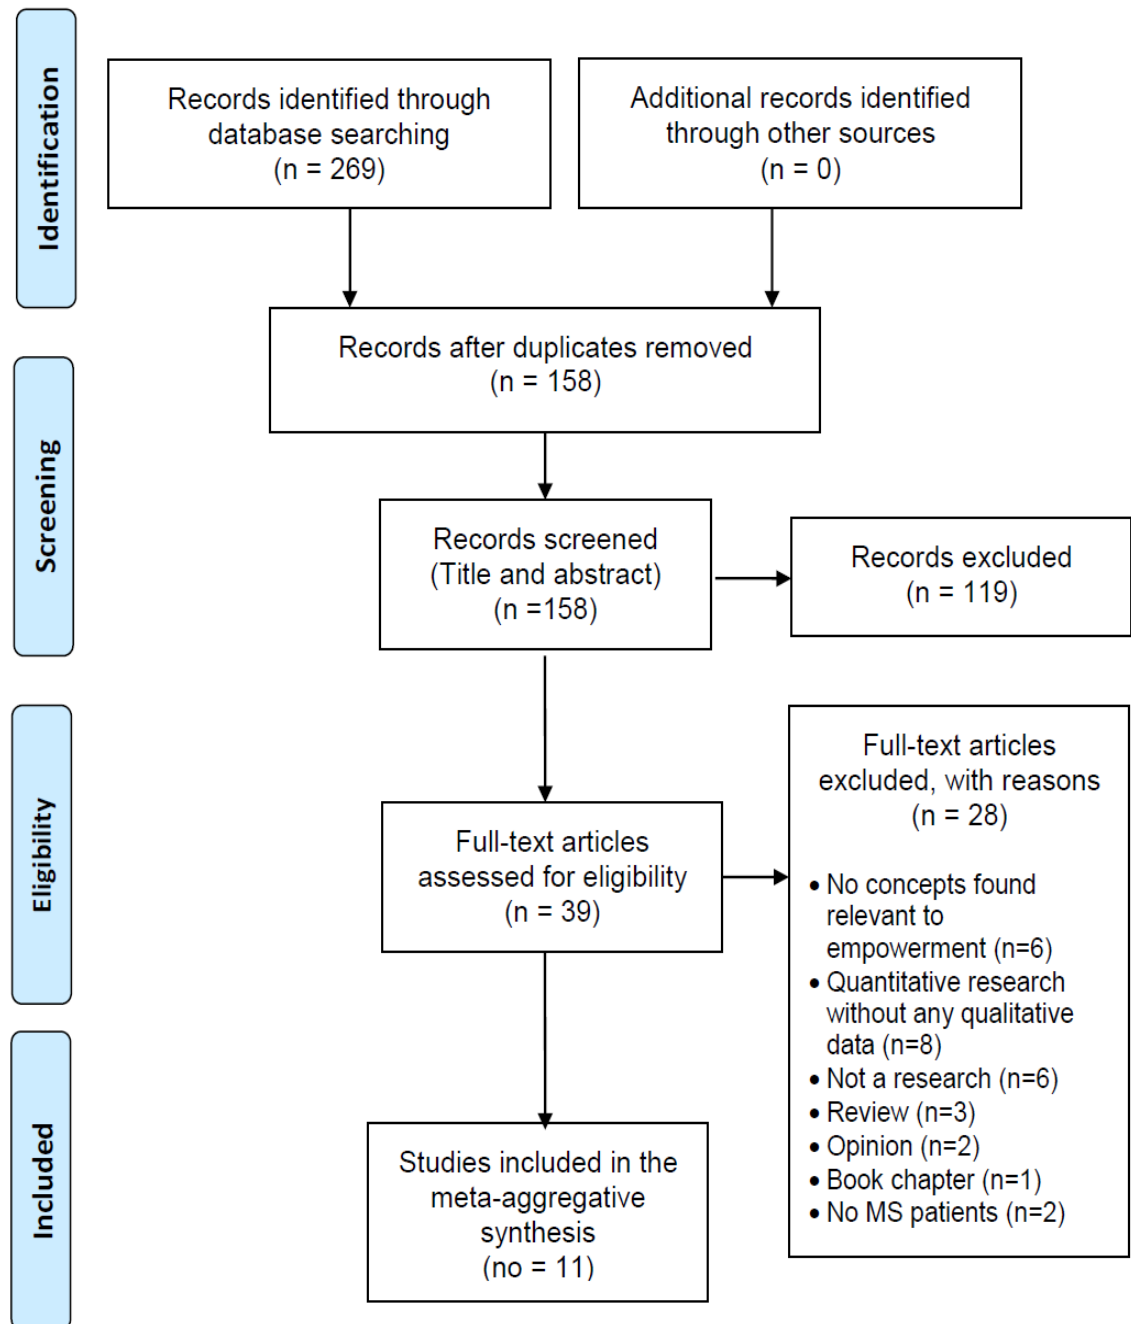 Identification
Records identified through
database searching
(n = 269)
Additional records identified
through other sources
(n = 0)
Records after duplicates removed
(n = 158)
Screening
Records screened
(Title and abstract)
(n =158)
Records excluded
(n = 119)
Eligibility
Full-text articles
assessed for eligibility
(n = 39)
Full-text articles
excluded, with reasons
(n = 28)
• No concepts found
relevant to
empowerment (n=6)
• Quantitative research
without any qualitative
data (n=8)
• Not a research (n=6)
• Review (n=3)
• Opinion (n=2)
• Book chapter (n=1)
• No MS patients (n=2)
Included
Studies included in the
meta-aggregative
synthesis
(no = 11)